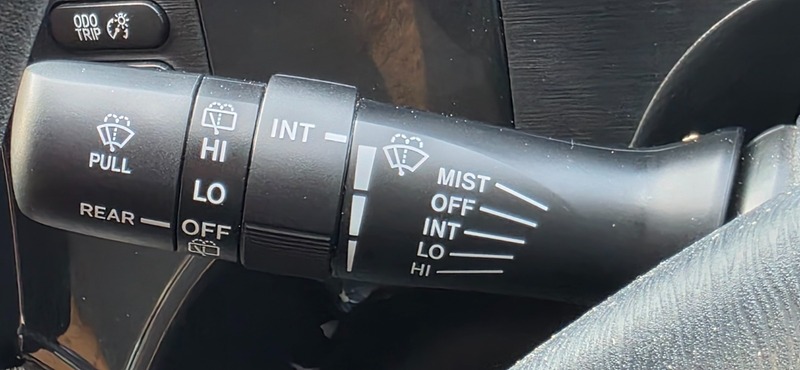 ODO
TRIP
PULL
REAR
HI
LO
OFF
INT
MIST
OFF
INT
LO
HI